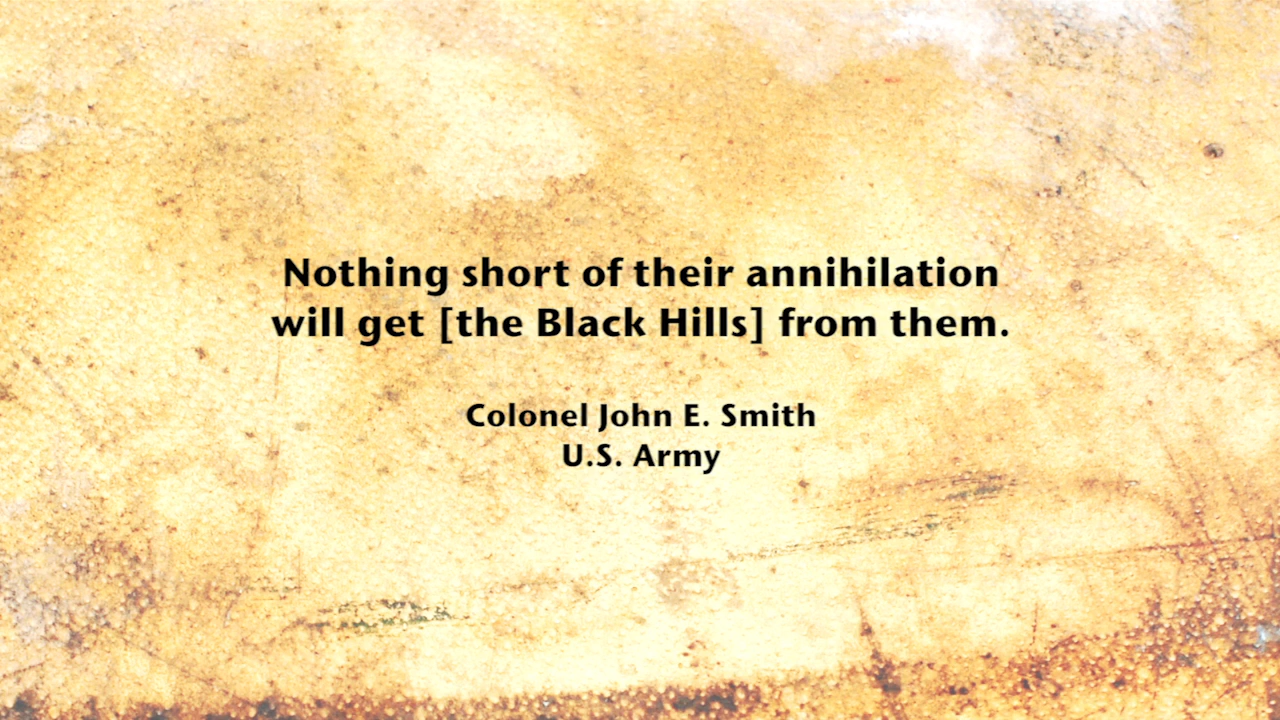 Nothing short of their annihilation
will get [the Black Hills] from them.
Colonel John E. Smith
U.S. Army